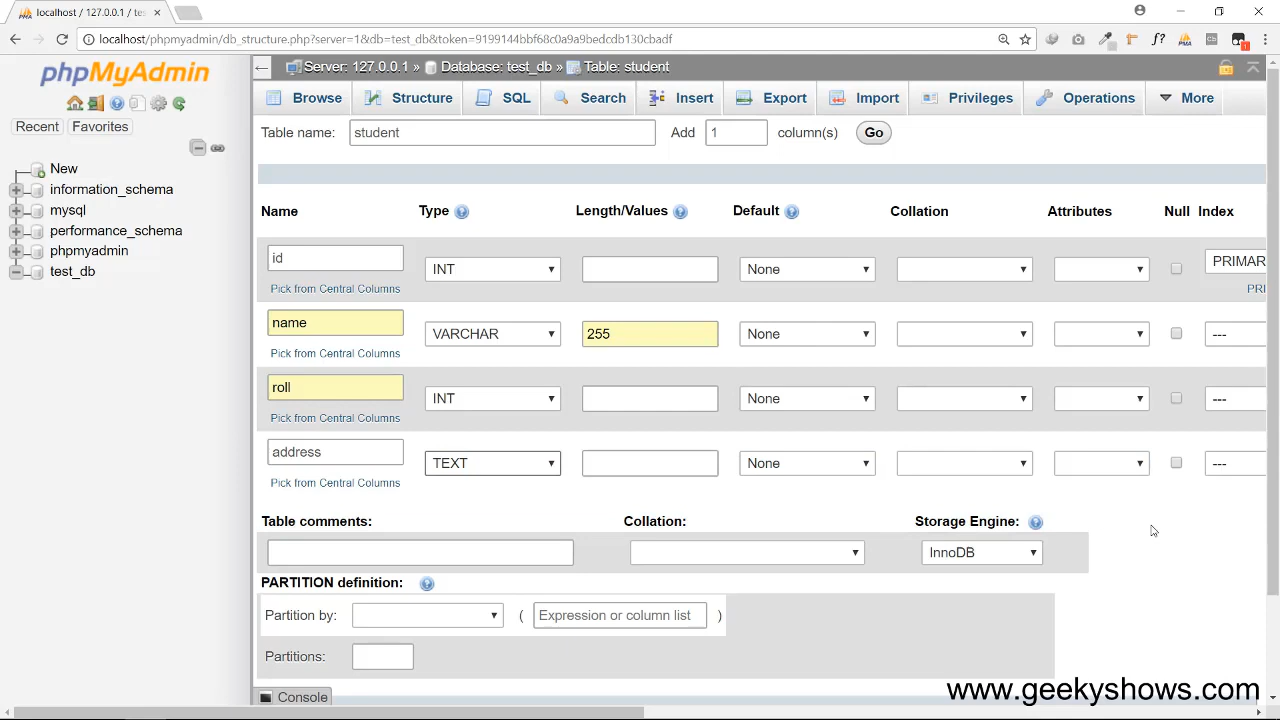 localhost / 127.0.0.1 / tes
localhost/phpmyadmin/db_structure.php?server=1&db=test_db&token=9199144bbf68c0a9a9bedcdb130cbadf
phpMyAdmin
Recent Favorites
New
information_schema
mysql
performance_schema
phpmyadmin
test_db
Server: 127.0.0.1 » Database: test_db » Table: student
Browse Structure SQL Search Insert Export Import Privileges Operations More
Table name: student Add 1 column(s) Go
Name Type Length/Values Default Collation Attributes Null Index
id INT None PRIMAR
Pick from Central Columns PRI
name VARCHAR 255 None ---
Pick from Central Columns
roll INT None ---
Pick from Central Columns
address TEXT None ---
Pick from Central Columns
Table comments: Collation: Storage Engine:
InnoDB
PARTITION definition:
Partition by: ( Expression or column list )
Partitions:
Console
www.geekyshows.com